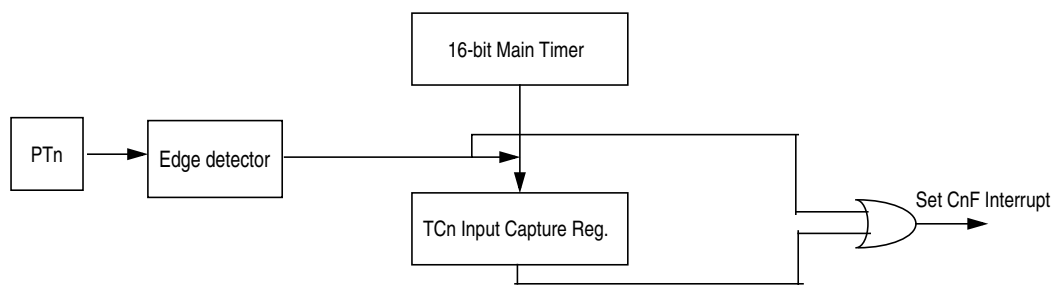 16-bit Main Timer
PTn
Edge detector
TCn Input Capture Reg.
Set CnF Interrupt